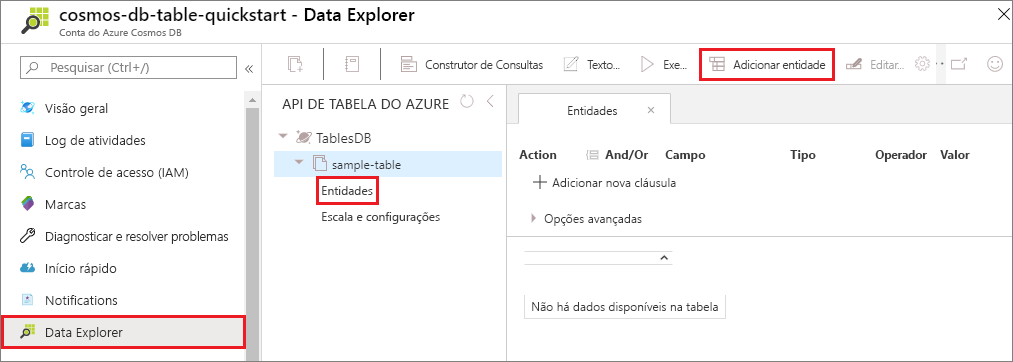 cosmos-db-table-quickstart - Data Explorer
Conta do Azure Cosmos DB
Pesquisar (Ctrl+/)
Visão geral
Log de atividades
Controle de acesso (IAM)
Marcas
Diagnosticar e resolver problemas
Início rápido
Notifications
Data Explorer
Construtor de Consultas Texto... Exe... Adicionar entidade Editar...
API DE TABELA DO AZURE
TablesDB
sample-table
Entidades
Escala e configurações
Entidades
Action And/Or Campo Tipo Operador Valor
Adicionar nova cláusula
Opções avançadas
Não há dados disponíveis na tabela